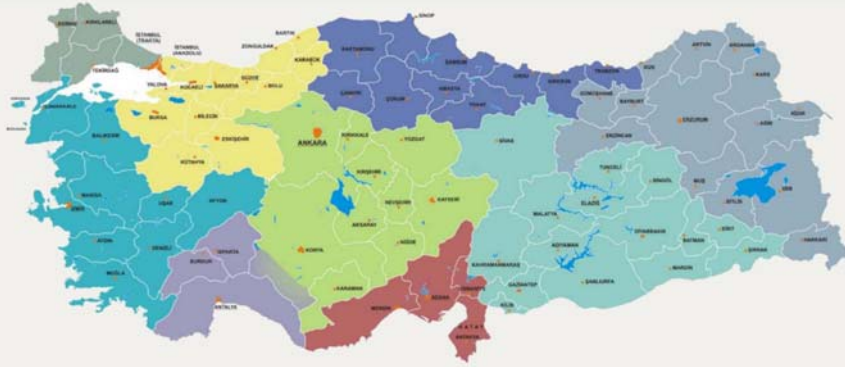 SİNOP
BARTIN
EDİRNE
KIRKLARELİ
İSTANBUL
(TRAKYA)
İSTANBUL
(ANADOLU)
ZONGULDAK
KARABÜK
KASTAMONU
SAMSUN
ORDU
GİRESUN
TRABZON
RİZE
ARTVİN
ARDAHAN
TEKİRDAĞ
YALOVA
KOCAELİ
SAKARYA
DÜZCE
BOLU
ÇANKIRI
ÇORUM
AMASYA
TOKAT
GÜMÜŞHANE
BAYBURT
KARS
ÇANAKKALE
BALIKESİR
BURSA
BİLECİK
ESKİŞEHİR
ANKARA
KIRIKKALE
YOZGAT
SİVAS
ERZİNCAN
ERZURUM
AĞRI
IĞDIR
KÜTAHYA
KIRŞEHİR
TUNCELİ
BİNGÖL
MUŞ
VAN
MANİSA
İZMİR
UŞAK
AFYON
NEVŞEHİR
KAYSERİ
MALATYA
ELAZIĞ
BİTLİS
AYDIN
DENİZLİ
ISPARTA
BURDUR
KONYA
AKSARAY
NİĞDE
KAHRAMANMARAŞ
ADIYAMAN
DİYARBAKIR
BATMAN
SİİRT
ŞIRNAK
HAKKARİ
MUĞLA
ANTALYA
KARAMAN
MERSİN
ADANA
OSMANİYE
GAZİANTEP
KİLİS
ŞANLIURFA
MARDİN
HATAY
ANTAKYA